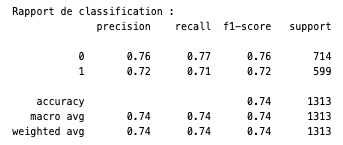 Rapport de classification :
precision recall f1-score support
0 0.76 0.77 0.76 714
1 0.72 0.71 0.72 599
accuracy 0.74 1313
macro avg 0.74 0.74 0.74 1313
weighted avg 0.74 0.74 0.74 1313